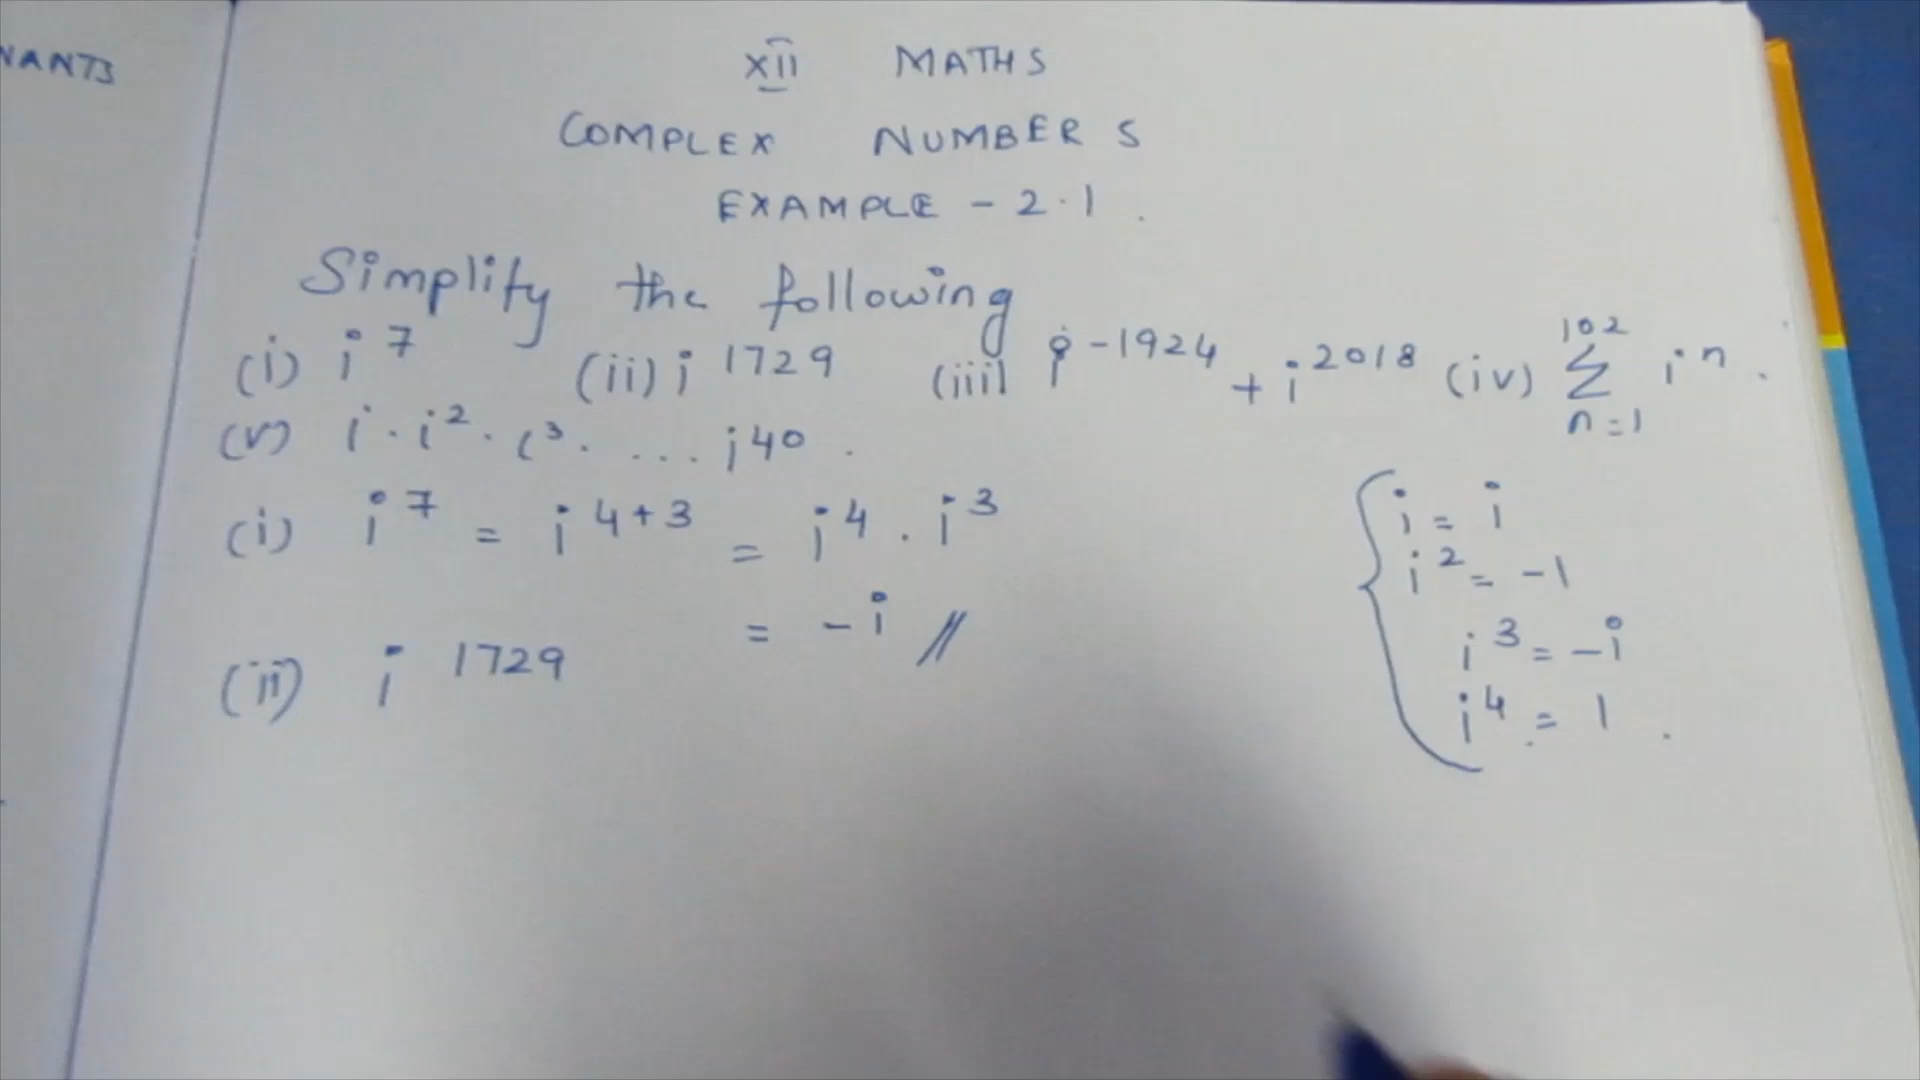 NANTS
XII MATHS
COMPLEX NUMBERS
EXAMPLE - 2.1.
Simplify the following
(i) i^7 (ii) i^1729 (iii) i^-1924 + i^2018 (iv) Σ_{n=1}^{102} i^n.
(v) i . i^2 . i^3 . ... i^40.
(i) i^7 = i^4+3 = i^4 . i^3
= -i //
(ii) i^1729
i = i
i^2 = -1
i^3 = -i
i^4 = 1.